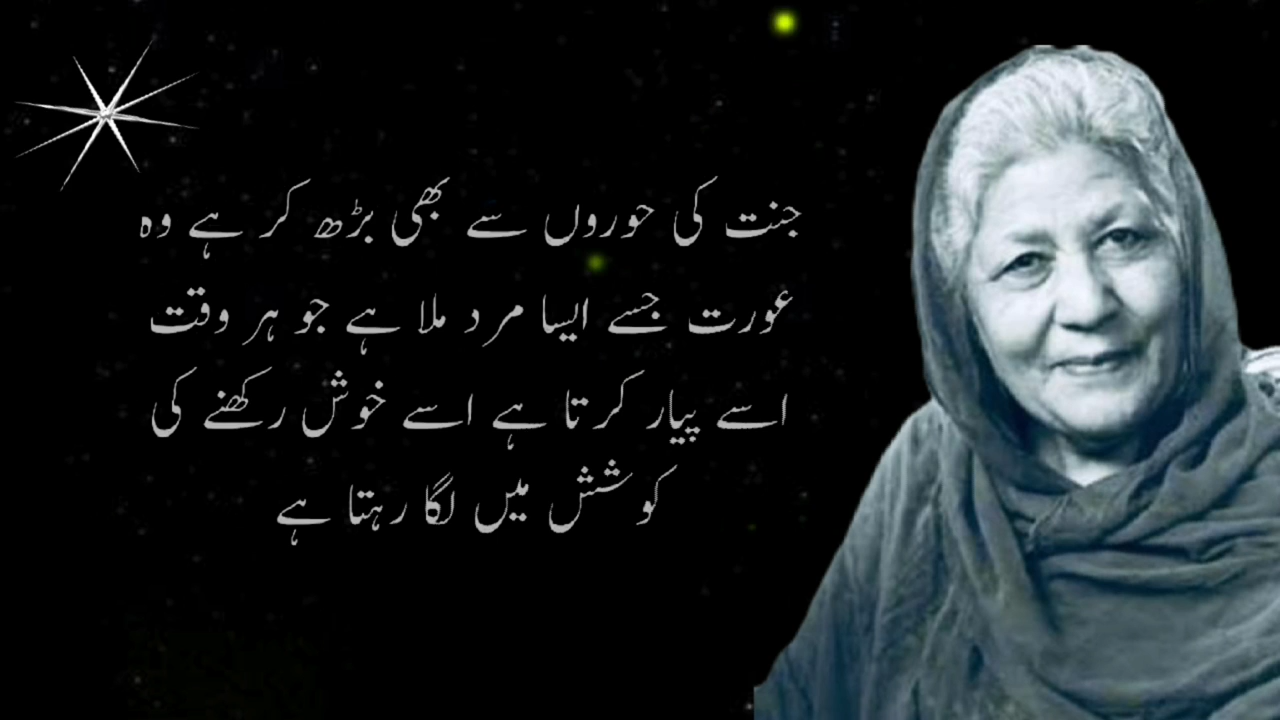 جنت کی حوروں سے بھی بڑھ کر ہے وہ
عورت جسے ایسا مرد ملا ہے جو ہر وقت
اسے پیار کرتا ہے اسے خوش رکھنے کی
کوشش میں لگا رہتا ہے